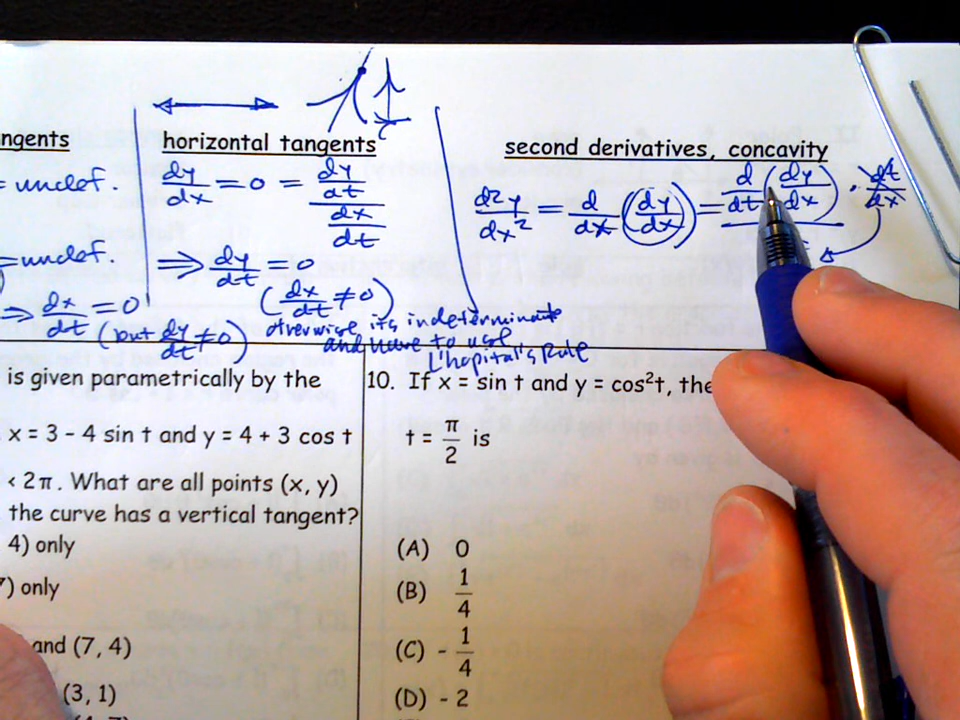 ngents
= undef.
= undef.
⇒ dx/dt = 0
(but dy/dt ≠ 0)
horizontal tangents
dy/dx = 0 = (dy/dt)/(dx/dt)
⇒ dy/dt = 0
(dx/dt ≠ 0)
otherwise its indeterminate
and have to use
L'hopital's Rule
second derivatives, concavity
d²y/dx² = d/dx (dy/dx) = d/dt (dy/dx) · dt/dx
is given parametrically by the
x = 3 - 4 sin t and y = 4 + 3 cos t
< 2π. What are all points (x, y)
the curve has a vertical tangent?
4) only
) only
and (7, 4)
(3, 1)
10. If x = sin t and y = cos²t, the
t = π/2 is
(A) 0
(B) 1/4
(C) - 1/4
(D) - 2